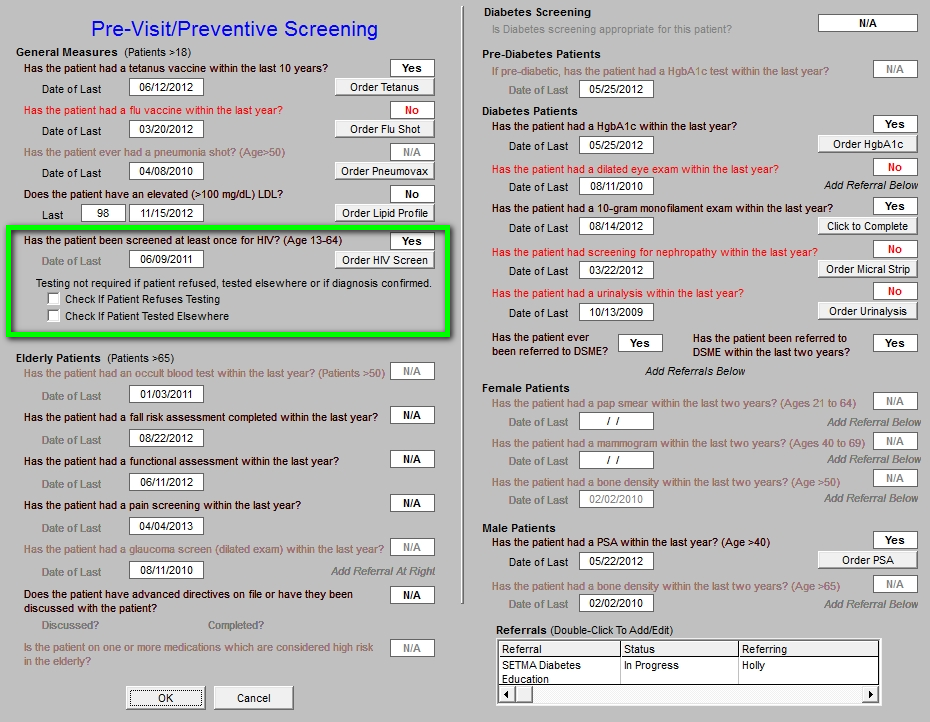 Pre-Visit/Preventive Screening
General Measures (Patients >18)
Has the patient had a tetanus vaccine within the last 10 years? Yes
Date of Last 06/12/2012 Order Tetanus
Has the patient had a flu vaccine within the last year? No
Date of Last 03/20/2012 Order Flu Shot
Has the patient ever had a pneumonia shot? (Age>50) N/A
Date of Last 04/08/2010 Order Pneumovax
Does the patient have an elevated (>100 mg/dL) LDL? No
Last 98 11/15/2012 Order Lipid Profile
Has the patient been screened at least once for HIV? (Age 13-64) Yes
Date of Last 06/09/2011 Order HIV Screen
Testing not required if patient refused, tested elsewhere or if diagnosis confirmed.
Check If Patient Refuses Testing
Check If Patient Tested Elsewhere
Elderly Patients (Patients >65)
Has the patient had an occult blood test within the last year? (Patients >50) N/A
Date of Last 01/03/2011
Has the patient had a fall risk assessment completed within the last year? N/A
Date of Last 08/22/2012
Has the patient had a functional assessment within the last year? N/A
Date of Last 06/11/2012
Has the patient had a pain screening within the last year? N/A
Date of Last 04/04/2013
Has the patient had a glaucoma screen (dilated exam) within the last year? N/A
Date of Last 08/11/2010 Add Referral At Right
Does the patient have advanced directives on file or have they been N/A
discussed with the patient?
Discussed? Completed?
Is the patient on one or more medications which are considered high risk N/A
in the elderly?
OK Cancel
Diabetes Screening
Is Diabetes screening appropriate for this patient? N/A
Pre-Diabetes Patients
If pre-diabetic, has the patient had a HgbA1c test within the last year? N/A
Date of Last 05/25/2012
Diabetes Patients
Has the patient had a HgbA1c within the last year? Yes
Date of Last 05/25/2012 Order HgbA1c
Has the patient had a dilated eye exam within the last year? No
Date of Last 08/11/2010 Add Referral Below
Has the patient had a 10-gram monofilament exam within the last year? Yes
Date of Last 08/14/2012 Click to Complete
Has the patient had screening for nephropathy within the last year? No
Date of Last 03/22/2012 Order Micral Strip
Has the patient had a urinalysis within the last year? No
Date of Last 10/13/2009 Order Urinalysis
Has the patient ever Yes Has the patient been referred to Yes
been referred to DSME? DSME within the last two years?
Add Referrals Below
Female Patients
Has the patient had a pap smear within the last two years? (Ages 21 to 64) N/A
Date of Last / / Add Referral Below
Has the patient had a mammogram within the last two years? (Ages 40 to 69) N/A
Date of Last / / Add Referral Below
Has the patient had a bone density within the last two years? (Age >50) N/A
Date of Last 02/02/2010 Add Referral Below
Male Patients
Has the patient had a PSA within the last year? (Age >40) Yes
Date of Last 05/22/2012 Order PSA
Has the patient had a bone density within the last two years? (Age >65) N/A
Date of Last 02/02/2010 Add Referral Below
Referrals (Double-Click To Add/Edit)
Referral Status Referring
SETMA Diabetes In Progress Holly
Education